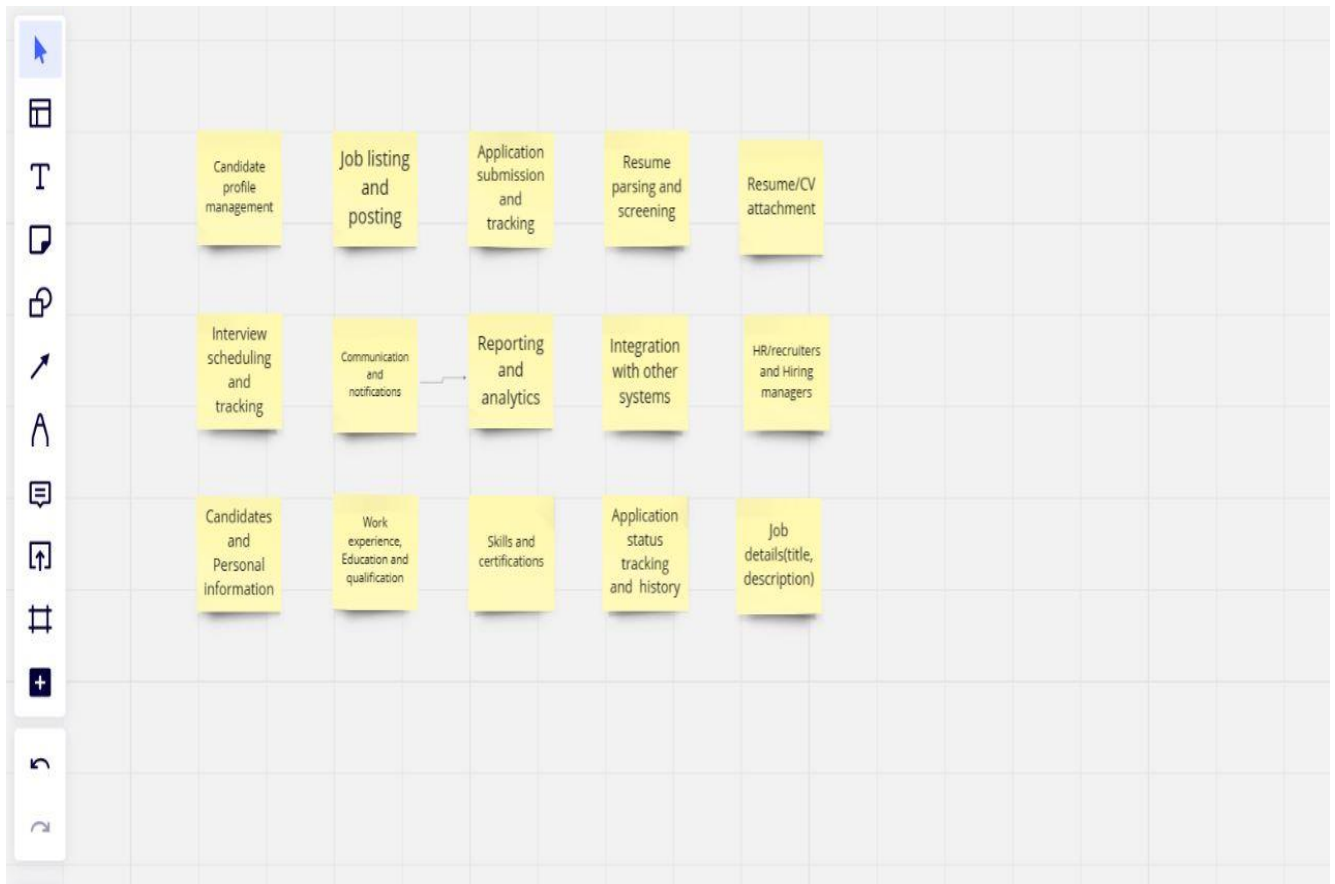 Candidate
profile
management
Job listing
and
posting
Application
submission
and
tracking
Resume
parsing and
screening
Resume/CV
attachment
Interview
scheduling
and
tracking
Communication
and
notifications
Reporting
and
analytics
Integration
with other
systems
HR/recruiters
and Hiring
managers
Candidates
and
Personal
information
Work
experience,
Education and
qualification
Skills and
certifications
Application
status
tracking
and history
Job
details(title,
description)